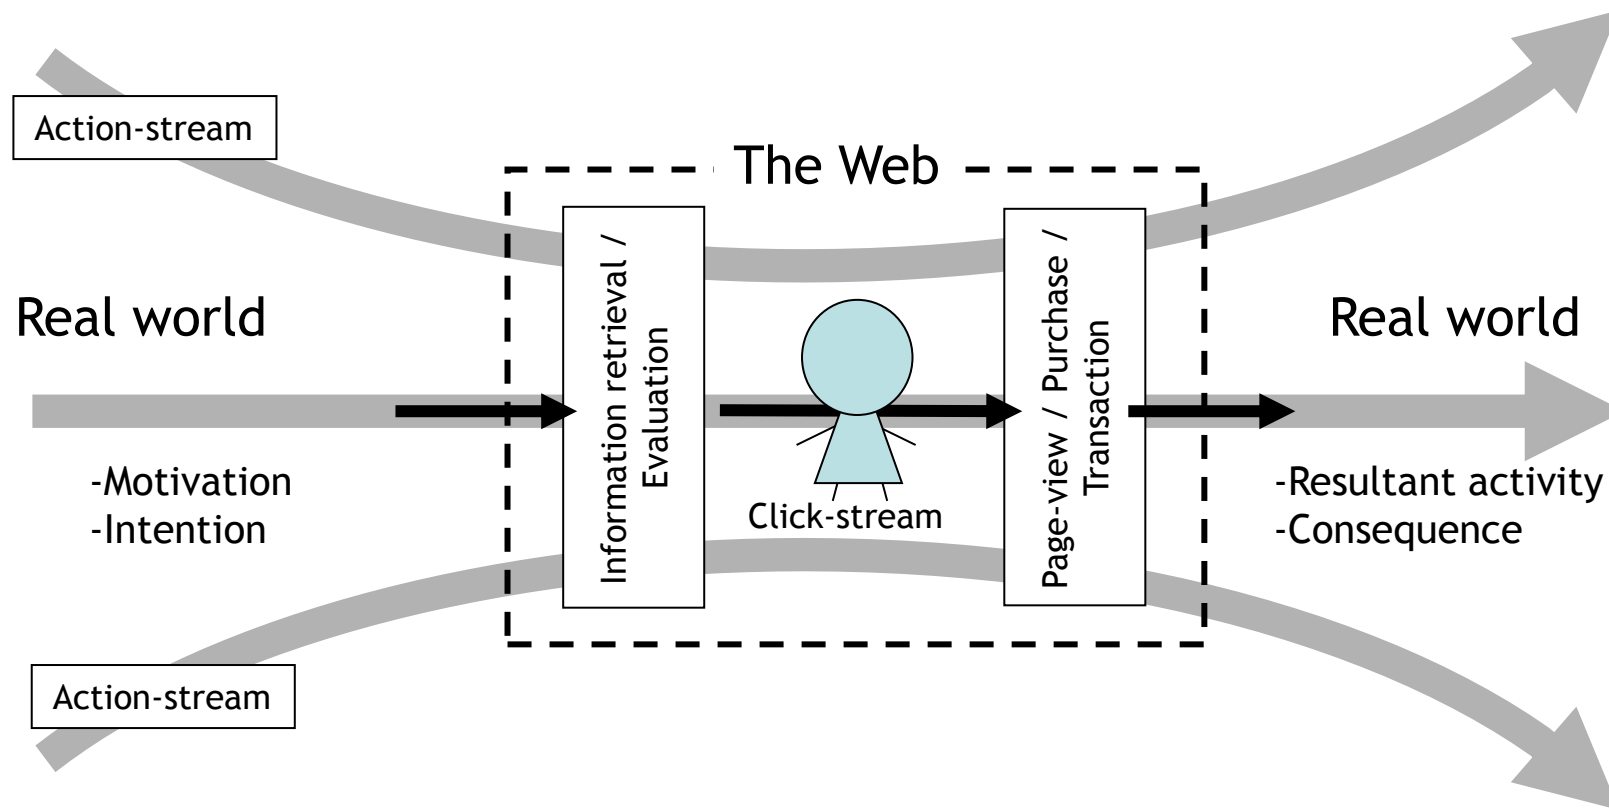 Action-stream
The Web
Real world
-Motivation
-Intention
Information retrieval /
Evaluation
Click-stream
Page-view / Purchase /
Transaction
Real world
-Resultant activity
-Consequence
Action-stream